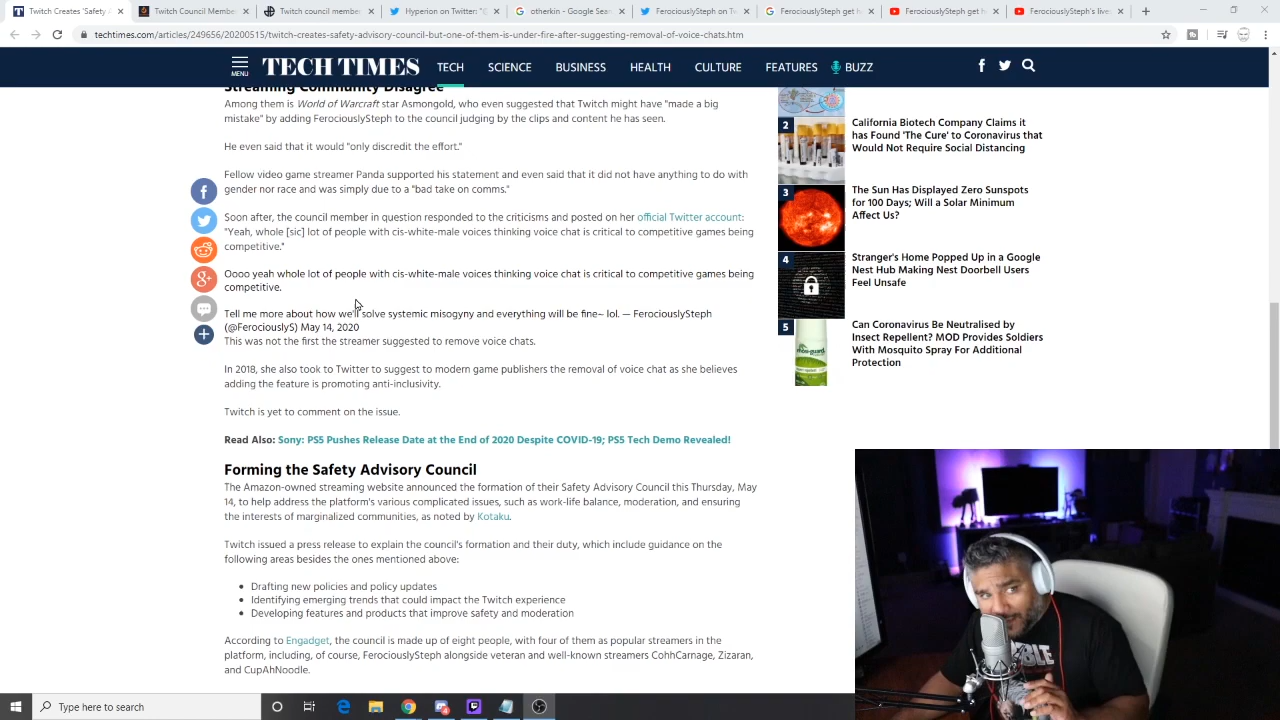 Twitch Creates 'Safety A
Twitch Council Membe
Twitch council member
Hyperion on Twitter: "@
otherkin - Google Sear
FerociouslySteph on Tw
FerociouslySteph get h
FerociouslySteph get h
FerociouslySteph's live
techtimes.com/articles/249656/20200515/twitch-creates-safety-advisory-council-but-one-of-them-is-under-fire-after-suggesting-removal-of-voice-chats.htm
MENU
TECH TIMES
TECH
SCIENCE
BUSINESS
HEALTH
CULTURE
FEATURES
BUZZ
Streaming Community Disagree
Among them is World of Warcraft star Asmongold, who even suggested that Twitch might have "made a big
mistake" by adding FerociouslySteph to the council judging by the clips and content he has seen.
He even said that it would "only discredit the effort."
Fellow video game streamer Panda supported his statement and even said that it did not have anything to do with
gender nor race and was simply due to a "bad take on comms."
Soon after, the council member in question responded to the criticisms and posted on her official Twitter account:
"Yeah, whole [sic] lot of people with cis-white-male voices thinking voice chat is critical to competitive games being
competitive."
Oooo yeah, whole lot of people with cis-white-male voices thinking voice chat is critical to competitive games being
competitive.
Tell me more about how we'll solve systemic misogyny and everything will be fine~ lol. — FerociouslySteph
(@FerociouslyS) May 14, 2020
This was not the first the streamer suggested to remove voice chats.
In 2018, she also took to Twitter to suggest to modern game publishers the removal of voice chat as she believes
adding the feature is promoting anti-inclusivity.
Twitch is yet to comment on the issue.
Read Also: Sony: PS5 Pushes Release Date at the End of 2020 Despite COVID-19; PS5 Tech Demo Revealed!
Forming the Safety Advisory Council
The Amazon-owned streaming website announced the formation of their Safety Advisory Council this Thursday, May
14, to help address the platform's various complicated issues, such as work-life balance, moderation, and ensuring
the interests of marginalized communities, as noted by Kotaku.
Twitch issued a press release to explain the council's formation and their duty, which include guidance on the
following areas besides the ones mentioned above:
Drafting new policies and policy updates
Identifying emerging trends that could impact the Twitch experience
Developing features and products that improve safety and moderation
According to Engadget, the council is made up of eight people, with four of them as popular streamers in the
platform, including, of course, FerociouslySteph alongside veteran and well-known streamers CohhCarnage, Zizaran,
and CupAhNoodle.
2
California Biotech Company Claims it
has Found 'The Cure' to Coronavirus that
Would Not Require Social Distancing
3
The Sun Has Displayed Zero Sunspots
for 100 Days; Will a Solar Minimum
Affect Us?
4
Stranger's Home Popped Up in a Google
Nest Hub Making Nest Doorbell Users
Feel Unsafe
5
Can Coronavirus Be Neutralised by
Insect Repellent? MOD Provides Soldiers
With Mosquito Spray For Additional
Protection
Type here to search